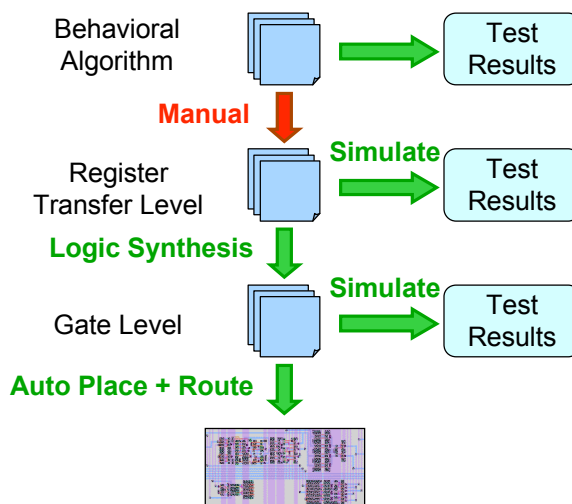 Behavioral
Algorithm
Test
Results
Manual
Register
Transfer Level
Simulate
Test
Results
Logic Synthesis
Gate Level
Simulate
Test
Results
Auto Place + Route